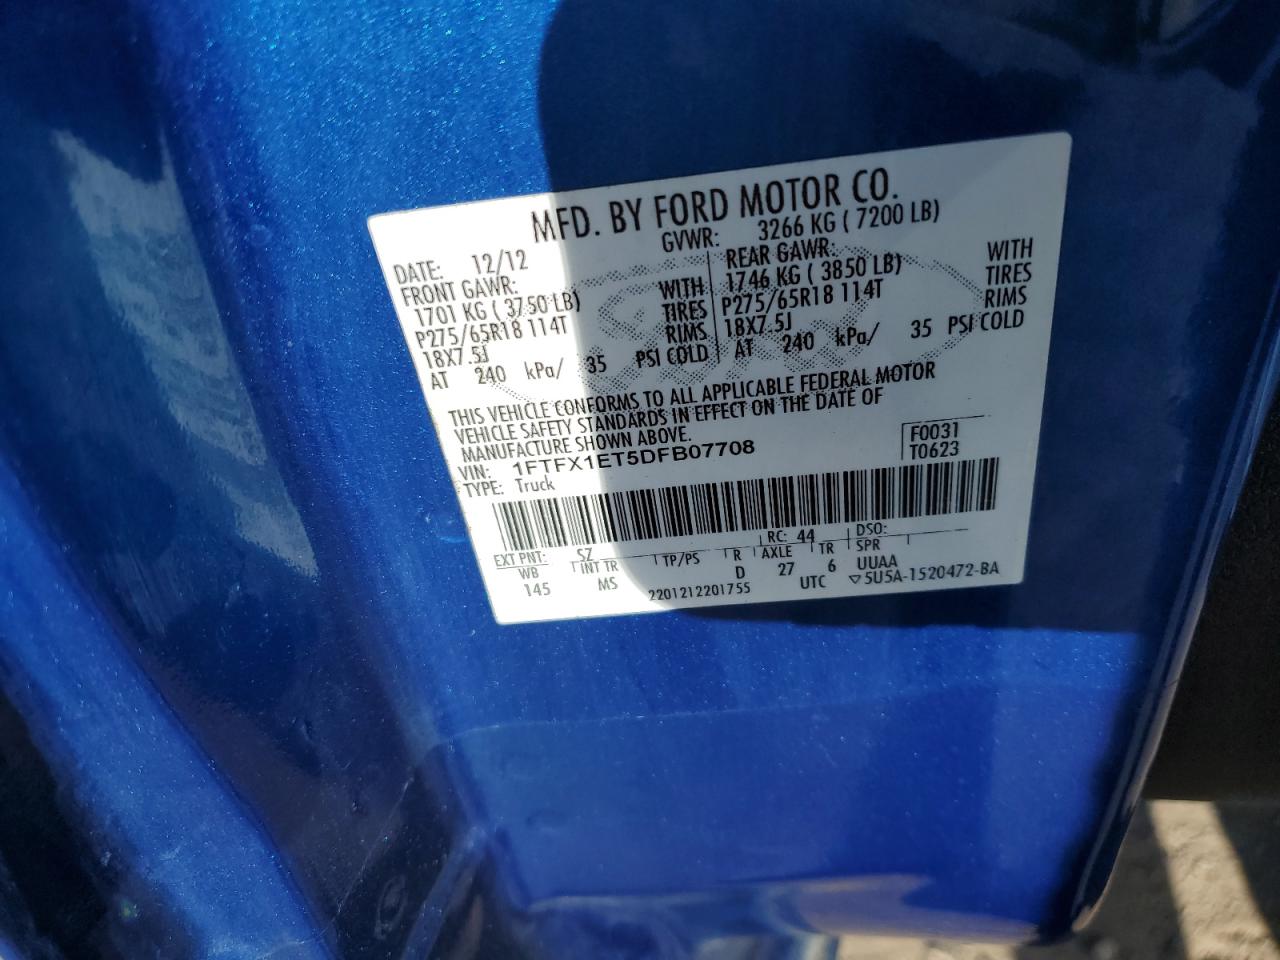 MFD. BY FORD MOTOR CO.
DATE: 12/12 GVWR: 3266 KG ( 7200 LB)
FRONT GAWR: REAR GAWR:
1701 KG ( 3750 LB) WITH 1746 KG ( 3850 LB) WITH
P275/65R18 114T TIRES P275/65R18 114T TIRES
18X7.5J RIMS 18X7.5J RIMS
AT 240 kPa/ 35 PSI COLD AT 240 kPa/ 35 PSI COLD
THIS VEHICLE CONFORMS TO ALL APPLICABLE FEDERAL MOTOR
VEHICLE SAFETY STANDARDS IN EFFECT ON THE DATE OF
MANUFACTURE SHOWN ABOVE.
VIN: 1FTFX1ET5DFB07708 F0031
TYPE: Truck T0623
EXT PNT: SZ RC: 44 DSO:
WB INT TR TP/PS R AXLE TR SPR
145 MS D 27 6 UUAA
2201212201755 UTC ▽5U5A-1520472-BA